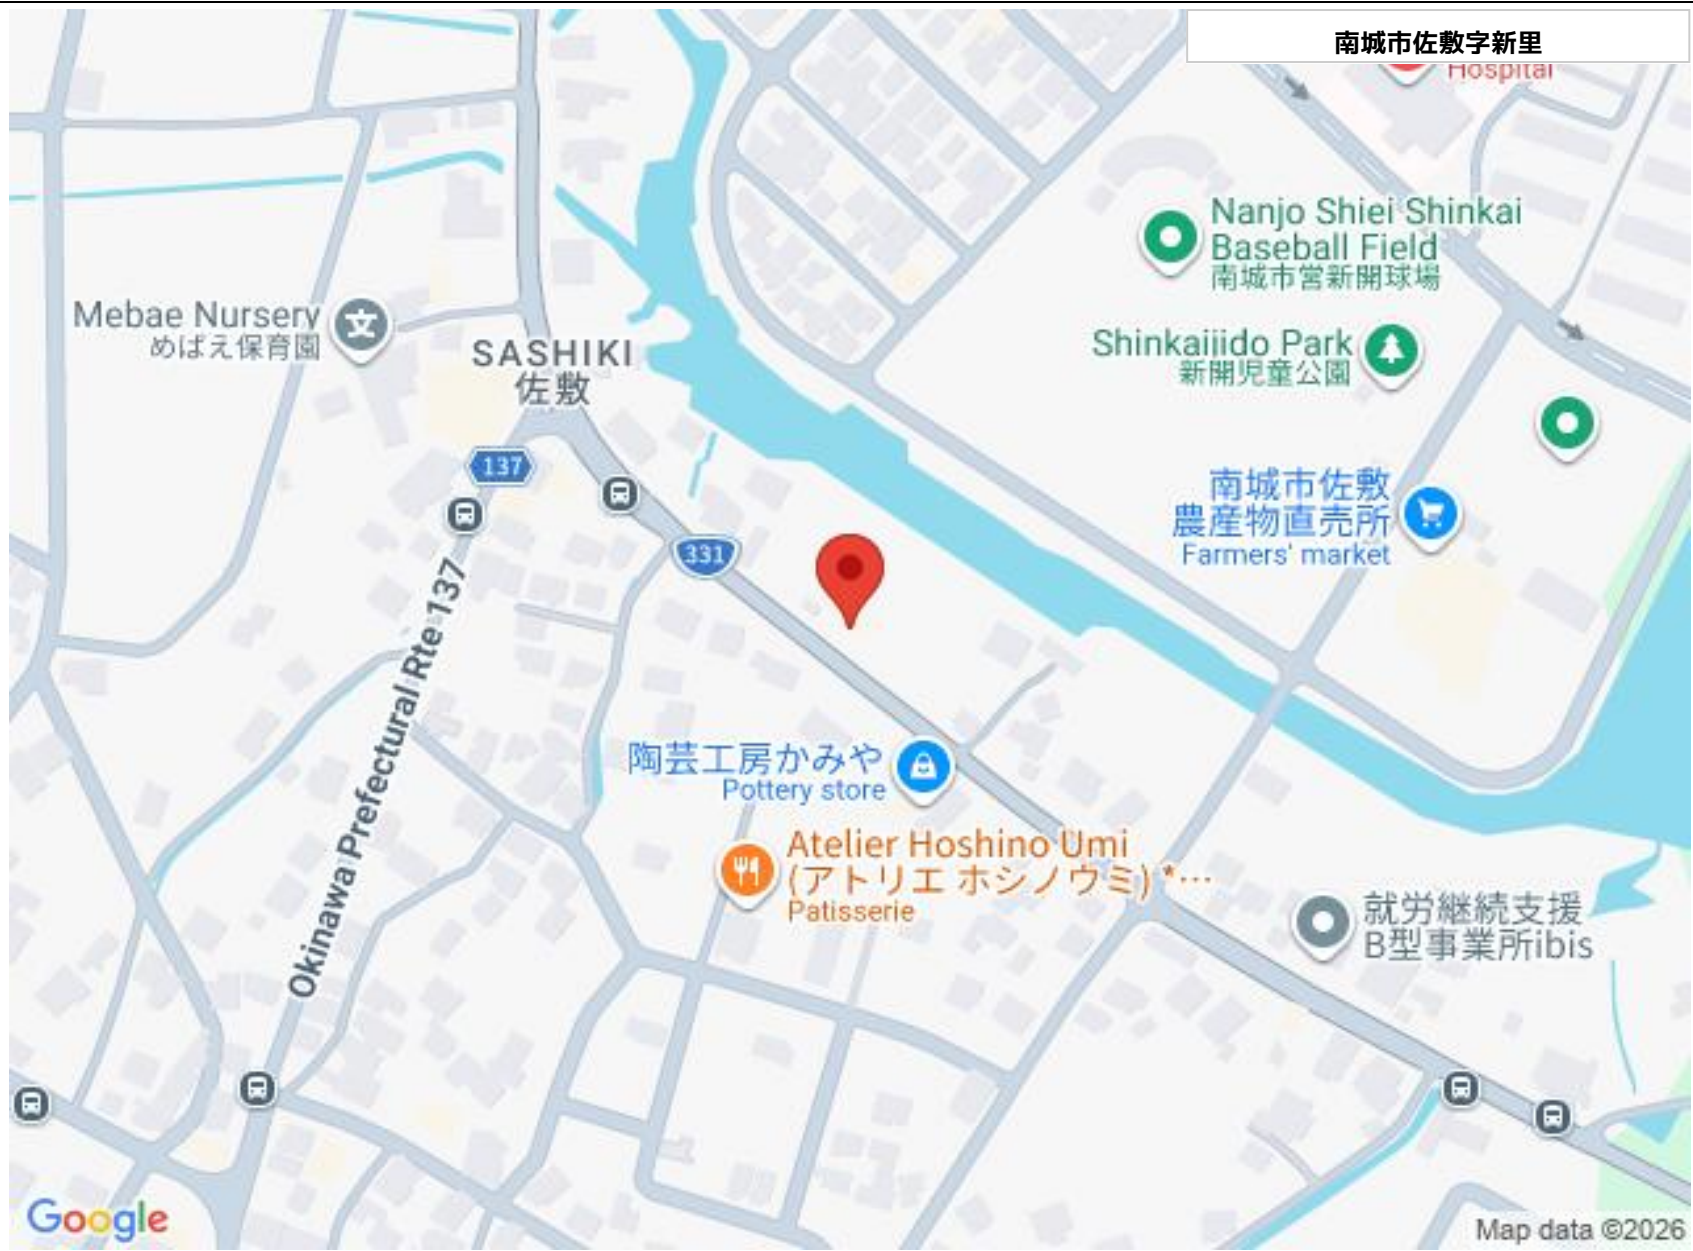 南城市佐敷字新里
Hospital
Nanjo Shiei Shinkai
Baseball Field
南城市営新開球場
Mebae Nursery
めばえ保育園
SASHIKI
佐敷
Shinkaijido Park
新開児童公園
137
南城市佐敷
農産物直売所
Farmers' market
331
Okinawa Prefectural Rte 137
陶芸工房かみや
Pottery store
Atelier Hoshino Umi
(アトリエ ホシノウミ) *…
Patisserie
就労継続支援
B型事業所ibis
Google
Map data ©2026